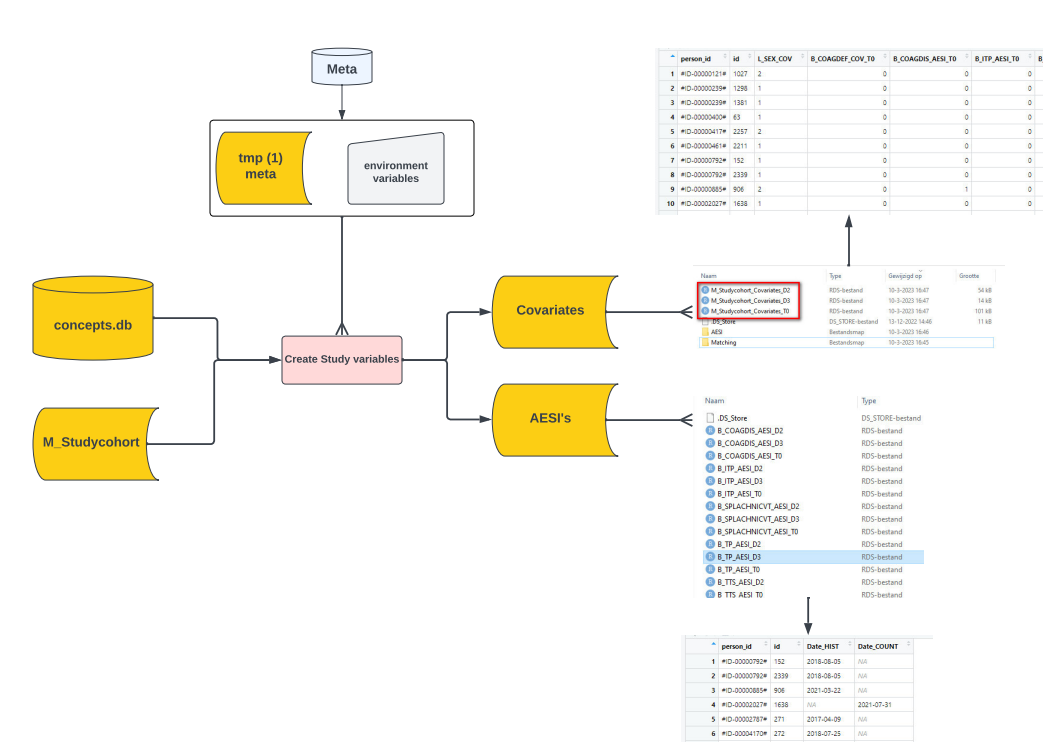 Meta
tmp (1)
meta
environment
variables
concepts.db
M_Studycohort
Create Study variables
Covariates
AESI's
person_id id L_SEX_COV B_COAGDEF_COV_T0 B_COAGDIS_AESI_T0 B_ITP_AESI_T0 B
1 #ID-00000121# 1027 2 0 0 0
2 #ID-00000239# 1298 1 0 0 0
3 #ID-00000239# 1381 1 0 0 0
4 #ID-00000400# 63 1 0 0 0
5 #ID-00000417# 2257 2 0 0 0
6 #ID-00000461# 2211 1 0 0 0
7 #ID-00000792# 152 1 0 0 0
8 #ID-00000792# 2339 1 0 0 0
9 #ID-00000885# 906 2 0 1 0
10 #ID-00002027# 1638 1 0 0 0
Naam Type Gewijzigd op Grootte
M_Studycohort_Covariates_D2 RDS-bestand 10-3-2023 16:47 54 kB
M_Studycohort_Covariates_D3 RDS-bestand 10-3-2023 16:47 14 kB
M_Studycohort_Covariates_T0 RDS-bestand 10-3-2023 16:47 101 kB
.DS_Store DS_STORE-bestand 13-12-2022 14:46 11 kB
AESI Bestandsmap 10-3-2023 16:46
Matching Bestandsmap 10-3-2023 16:45
Naam Type
.DS_Store DS_STORE-bestand
B_COAGDIS_AESI_D2 RDS-bestand
B_COAGDIS_AESI_D3 RDS-bestand
B_COAGDIS_AESI_T0 RDS-bestand
B_ITP_AESI_D2 RDS-bestand
B_ITP_AESI_D3 RDS-bestand
B_ITP_AESI_T0 RDS-bestand
B_SPLACHNICVT_AESI_D2 RDS-bestand
B_SPLACHNICVT_AESI_D3 RDS-bestand
B_SPLACHNICVT_AESI_T0 RDS-bestand
B_TP_AESI_D2 RDS-bestand
B_TP_AESI_D3 RDS-bestand
B_TP_AESI_T0 RDS-bestand
B_TTS_AESI_D2 RDS-bestand
B_TTS_AESI_T0 RDS-bestand
person_id id Date_HIST Date_COUNT
1 #ID-00000792# 152 2018-08-05 NA
2 #ID-00000792# 2339 2018-08-05 NA
3 #ID-00000885# 906 2021-03-22 NA
4 #ID-00002027# 1638 NA 2021-07-31
5 #ID-00002787# 271 2017-04-09 NA
6 #ID-00004170# 272 2018-07-25 NA